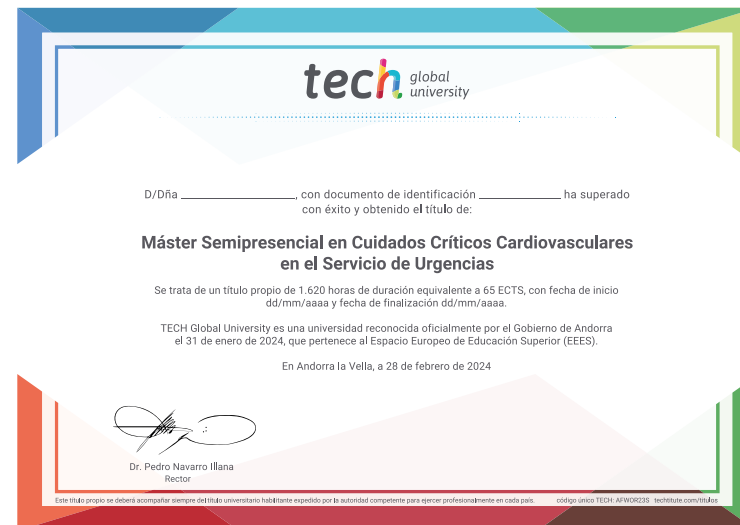 tech global
university
D/Dña ______________________, con documento de identificación _______________ ha superado
con éxito y obtenido el título de:
Máster Semipresencial en Cuidados Críticos Cardiovasculares
en el Servicio de Urgencias
Se trata de un título propio de 1.620 horas de duración equivalente a 65 ECTS, con fecha de inicio
dd/mm/aaaa y fecha de finalización dd/mm/aaaa.
TECH Global University es una universidad reconocida oficialmente por el Gobierno de Andorra
el 31 de enero de 2024, que pertenece al Espacio Europeo de Educación Superior (EEES).
En Andorra la Vella, a 28 de febrero de 2024
Dr. Pedro Navarro Illana
Rector
Este título propio se deberá acompañar siempre del título universitario habilitante expedido por la autoridad competente para ejercer profesionalmente en cada país. código único TECH: AFWOR23S techtitute.com/titulos